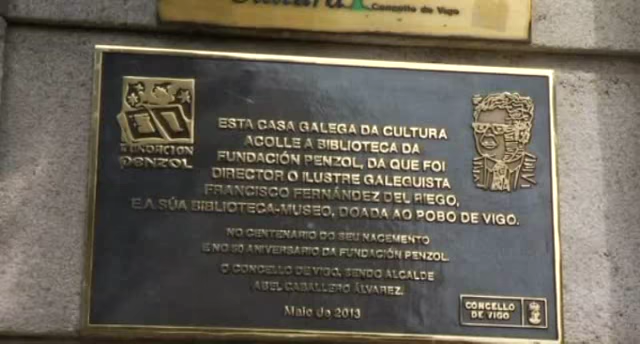 Concello de Vigo
FUNDACIÓN
PENZOL
ESTA CASA GALEGA DA CULTURA
ACOLLE A BIBLIOTECA DA
FUNDACIÓN PENZOL, DA QUE FOI
DIRECTOR O ILUSTRE GALEGUISTA
FRANCISCO FERNÁNDEZ DEL RIEGO,
E A SÚA BIBLIOTECA-MUSEO, DOADA AO POBO DE VIGO.
NO CENTENARIO DO SEU NACEMENTO
E NO 50 ANIVERSARIO DA FUNDACIÓN PENZOL.
O CONCELLO DE VIGO, SENDO ALCALDE
ABEL CABALLERO ÁLVAREZ.
Maio de 2013
CONCELLO
DE VIGO